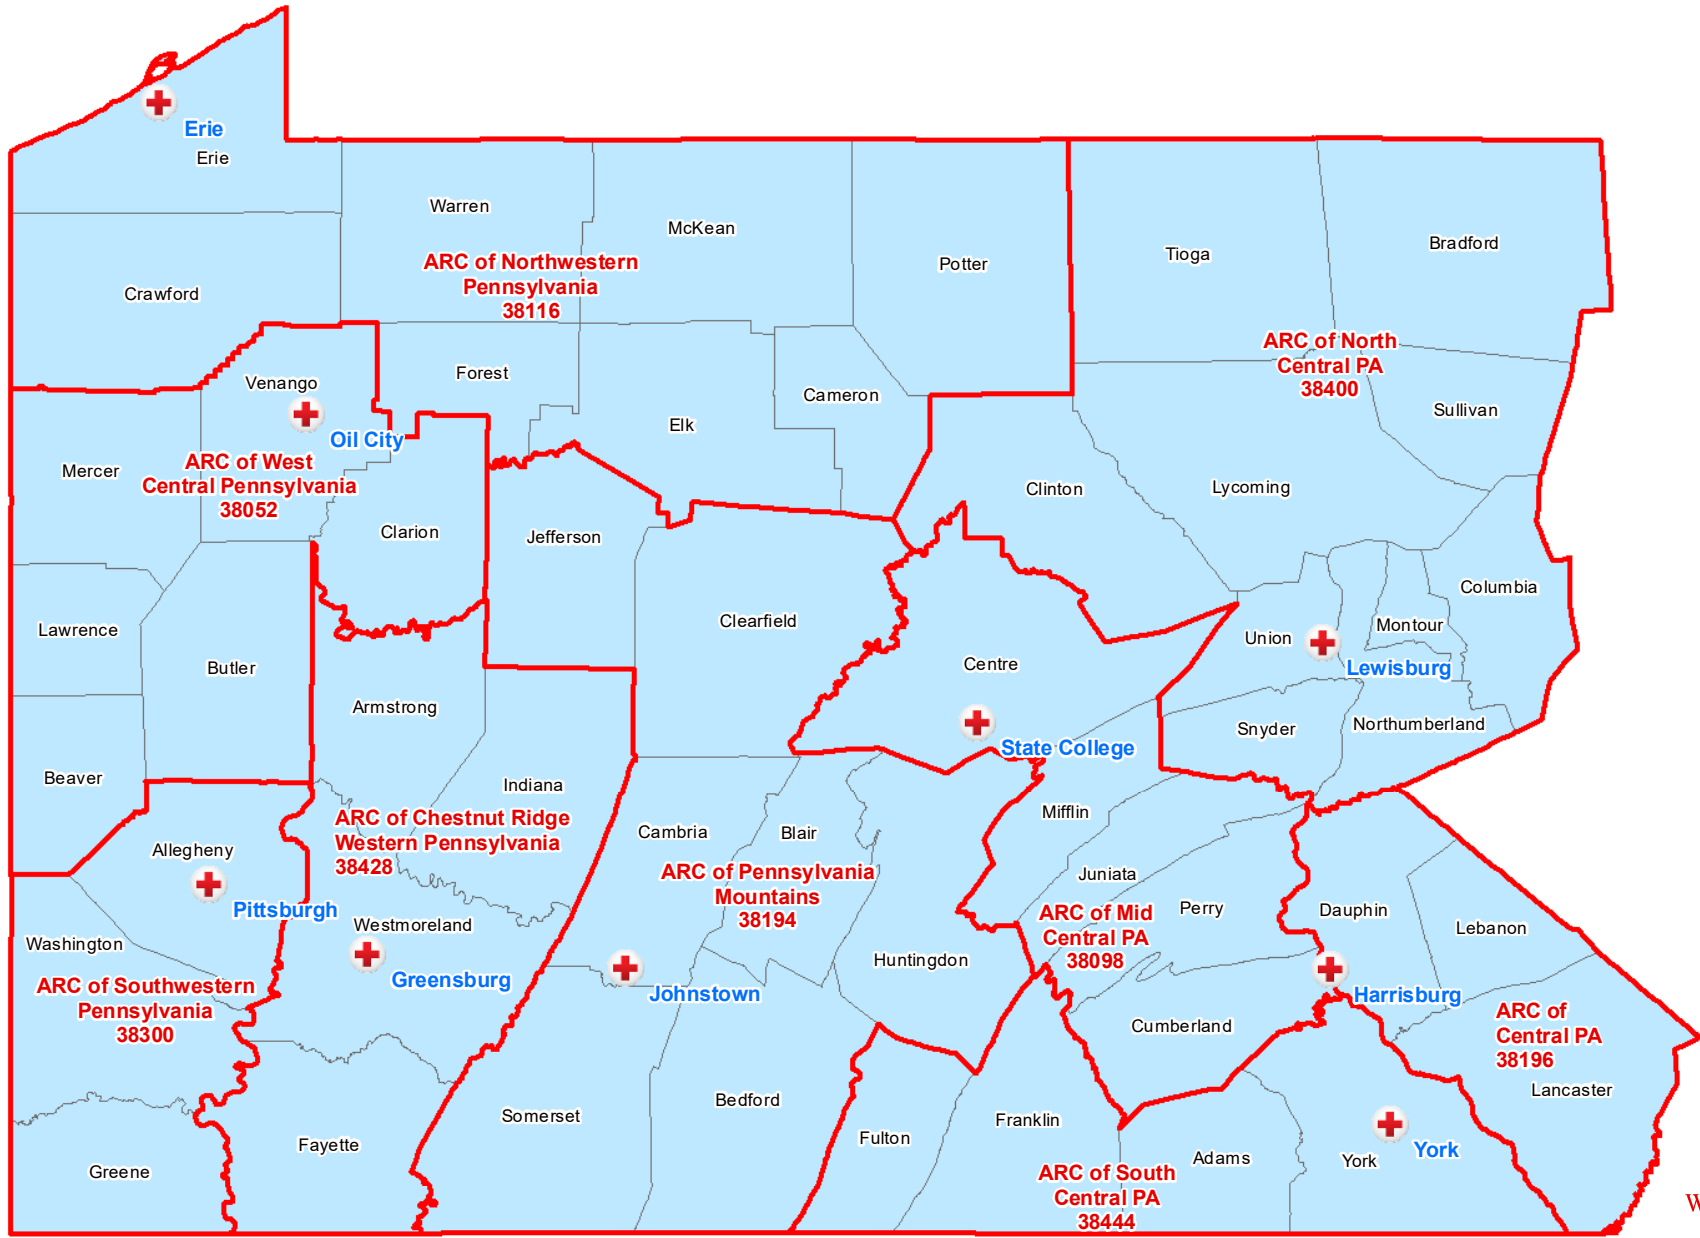 Erie
Erie
Warren
McKean
Potter
Tioga
Bradford
Crawford
ARC of Northwestern
Pennsylvania
38116
ARC of North
Central PA
38400
Venango
Forest
Cameron
Sullivan
Elk
Oil City
Mercer
ARC of West
Central Pennsylvania
38052
Clinton
Lycoming
Clarion
Jefferson
Columbia
Lawrence
Clearfield
Union
Montour
Butler
Centre
Lewisburg
Armstrong
Snyder
Northumberland
State College
Beaver
Indiana
Mifflin
ARC of Chestnut Ridge
Western Pennsylvania
38428
Cambria
Blair
Allegheny
ARC of Pennsylvania
Mountains
38194
Juniata
Pittsburgh
Perry
Dauphin
Lebanon
ARC of Mid
Central PA
38098
Washington
Westmoreland
Huntingdon
Greensburg
Johnstown
Harrisburg
ARC of Southwestern
Pennsylvania
38300
Cumberland
ARC of
Central PA
38196
Lancaster
Somerset
Bedford
Franklin
Fulton
Fayette
Greene
Adams
York
York
ARC of South
Central PA
38444
W